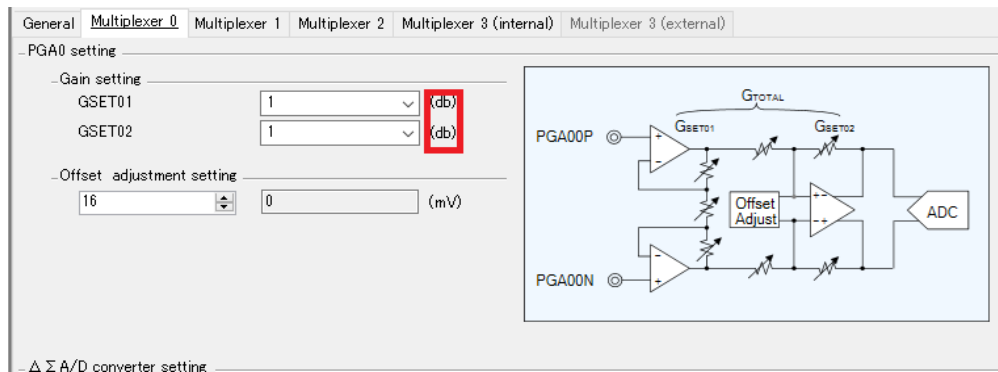 General Multiplexer 0 Multiplexer 1 Multiplexer 2 Multiplexer 3 (internal) Multiplexer 3 (external)
PGA0 setting
Gain setting
GSET01 1 (db)
GSET02 1 (db)
Offset adjustment setting
16 0 (mV)
GTOTAL
GSET01 GSET02
PGA00P
+
-
Offset
Adjust
+ -
- +
ADC
-
+
PGA00N
ΔΣA/D converter setting